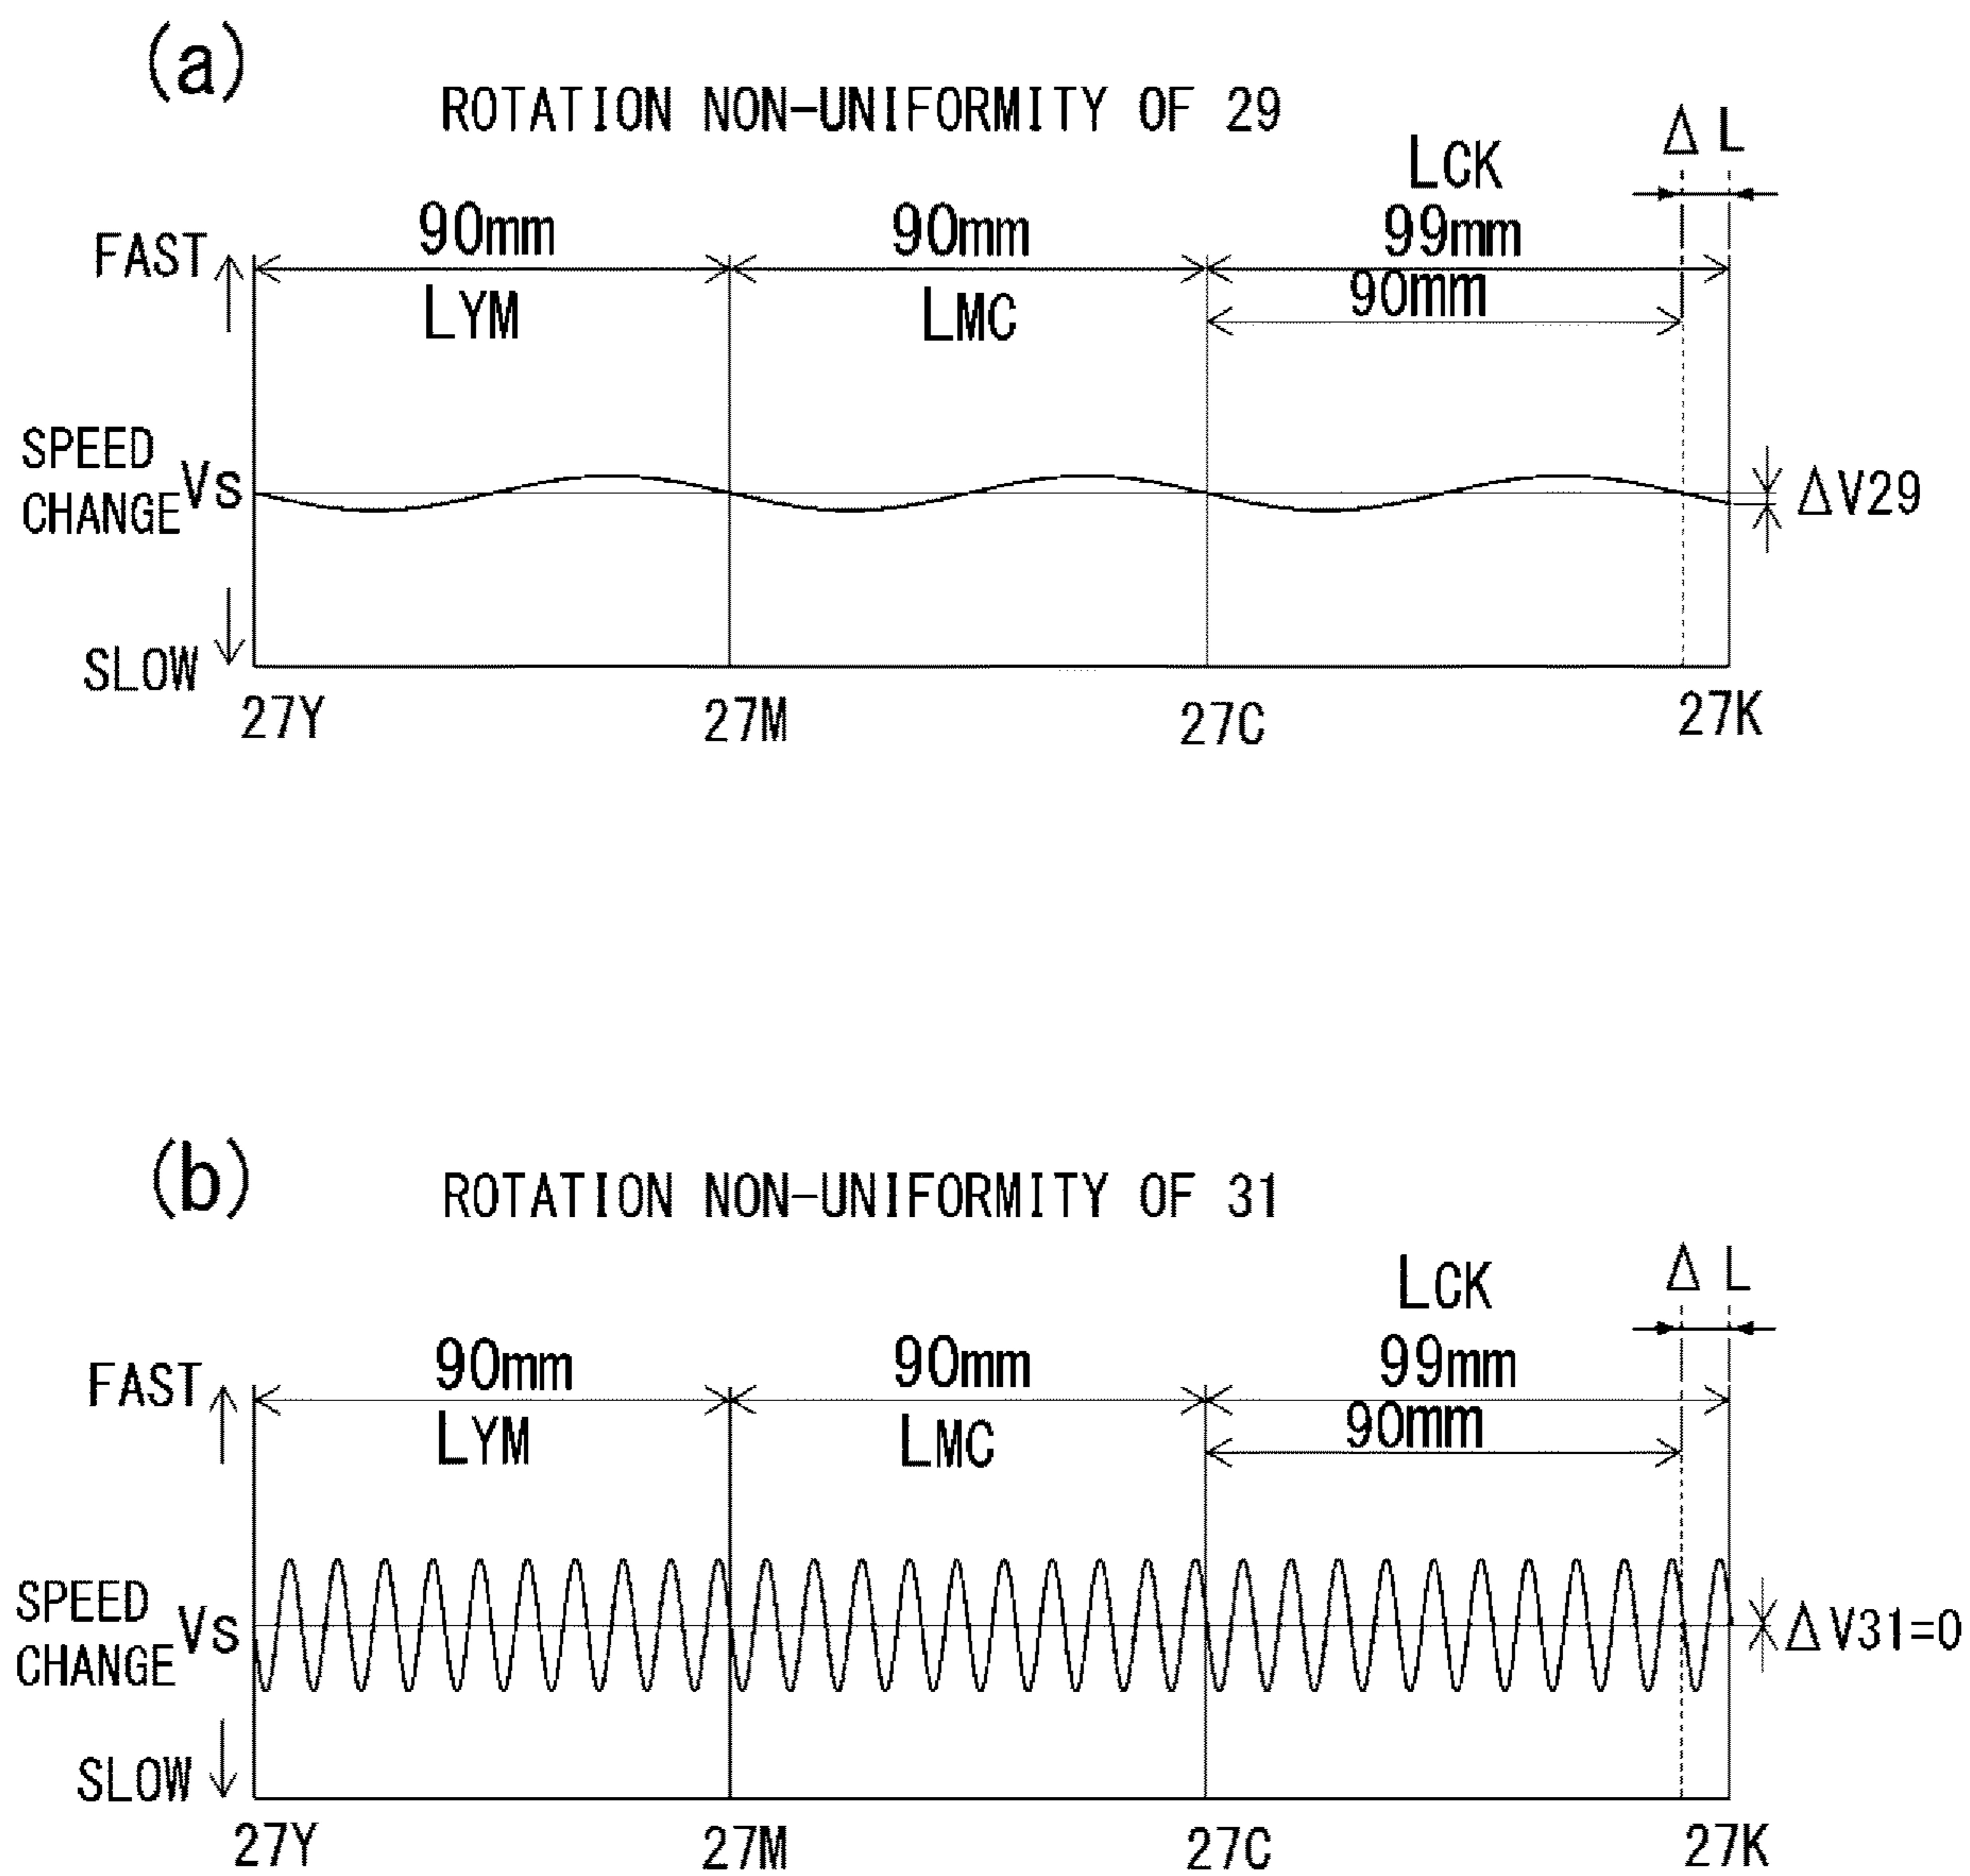 (a)
ROTATION NON-UNIFORMITY OF 29
Δ L
LCK
90mm
90mm
99mm
FAST
90mm
LYM
LMC
SPEED
CHANGE
Vs
ΔV29
SLOW
27Y
27M
27C
27K
(b)
ROTATION NON-UNIFORMITY OF 31
Δ L
LCK
90mm
90mm
99mm
FAST
90mm
LYM
LMC
SPEED
CHANGE
Vs
ΔV31=0
SLOW
27Y
27M
27C
27K